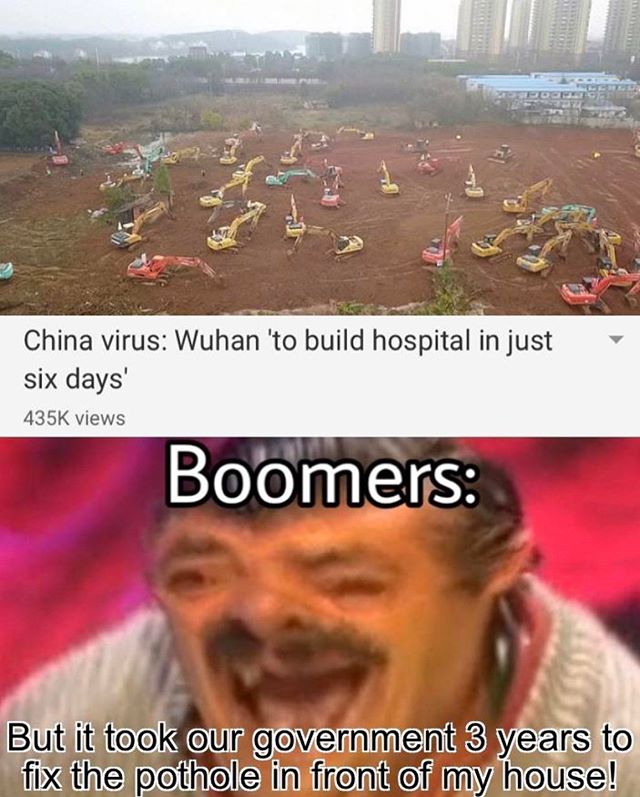 China virus: Wuhan 'to build hospital in just
six days'
435K views
Boomers:
But it took our government 3 years to
fix the pothole in front of my house!